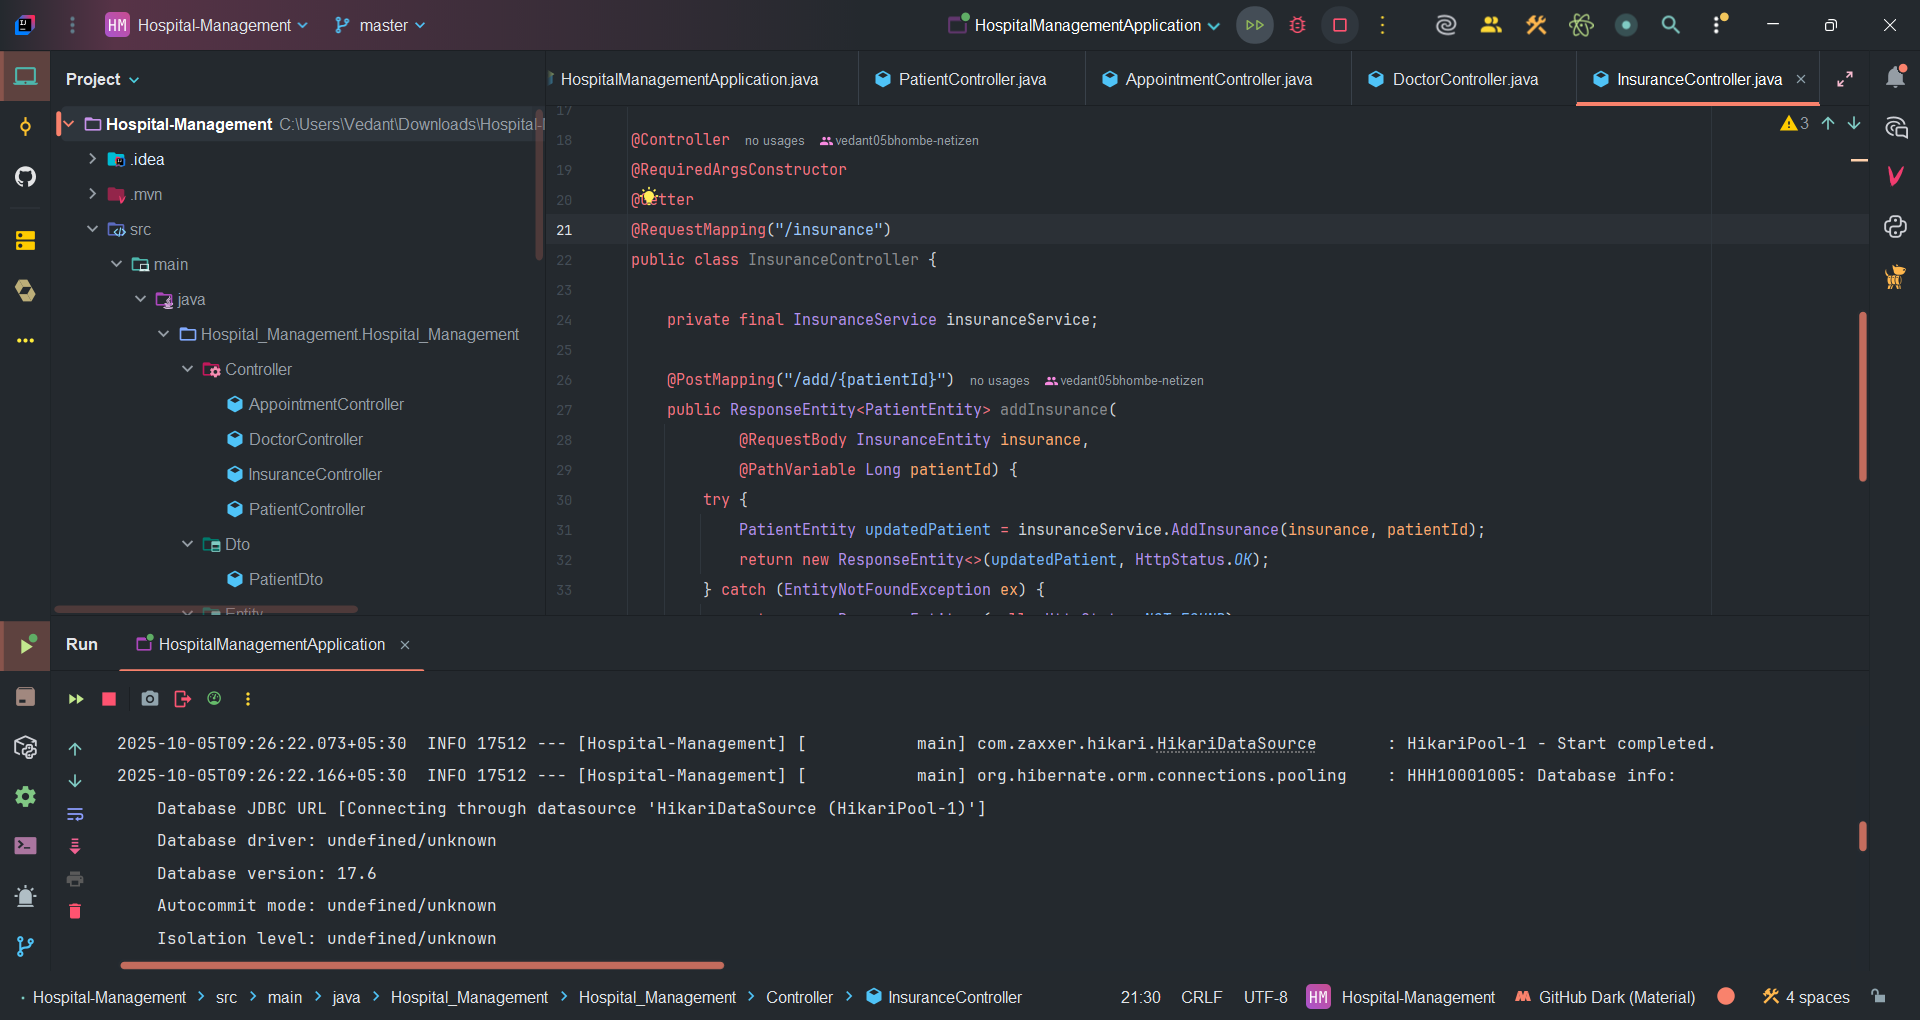 HM Hospital-Management master HospitalManagementApplication
Project
HospitalManagementApplication.java PatientController.java AppointmentController.java DoctorController.java InsuranceController.java
Hospital-Management C:\Users\Vedant\Downloads\Hospital-
.idea
.mvn
src
main
java
Hospital_Management.Hospital_Management
Controller
AppointmentController
DoctorController
InsuranceController
PatientController
Dto
PatientDto
Entity
3
17
18 @Controller no usages vedant05bhombe-netizen
19 @RequiredArgsConstructor
20 @Getter
21 @RequestMapping("/insurance")
22 public class InsuranceController {
23
24 private final InsuranceService insuranceService;
25
26 @PostMapping("/add/{patientId}") no usages vedant05bhombe-netizen
27 public ResponseEntity<PatientEntity> addInsurance(
28 @RequestBody InsuranceEntity insurance,
29 @PathVariable Long patientId) {
30 try {
31 PatientEntity updatedPatient = insuranceService.AddInsurance(insurance, patientId);
32 return new ResponseEntity<>(updatedPatient, HttpStatus.OK);
33 } catch (EntityNotFoundException ex) {
Run HospitalManagementApplication
2025-10-05T09:26:22.073+05:30 INFO 17512 --- [Hospital-Management] [ main] com.zaxxer.hikari.HikariDataSource : HikariPool-1 - Start completed.
2025-10-05T09:26:22.166+05:30 INFO 17512 --- [Hospital-Management] [ main] org.hibernate.orm.connections.pooling : HHH10001005: Database info:
Database JDBC URL [Connecting through datasource 'HikariDataSource (HikariPool-1)']
Database driver: undefined/unknown
Database version: 17.6
Autocommit mode: undefined/unknown
Isolation level: undefined/unknown
Hospital-Management > src > main > java > Hospital_Management > Hospital_Management > Controller > InsuranceController 21:30 CRLF UTF-8 HM Hospital-Management GitHub Dark (Material) 4 spaces